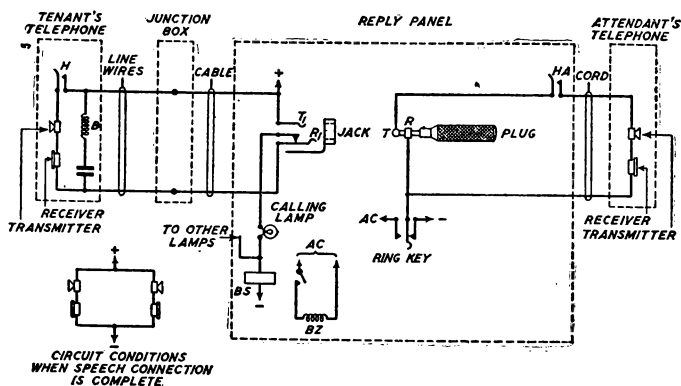 TENANT'S
TELEPHONE
JUNCTION
BOX
REPLY PANEL
ATTENDANT'S
TELEPHONE
H
LINE
WIRES
CABLE
+
HA
CORD
B
T
R
JACK
T
R
PLUG
RECEIVER
TRANSMITTER
CALLING
LAMP
TO OTHER
LAMPS
AC
-
RING KEY
RECEIVER
TRANSMITTER
AC
BS
-
BZ
+
-
CIRCUIT CONDITIONS
WHEN SPEECH CONNECTION
IS COMPLETE.